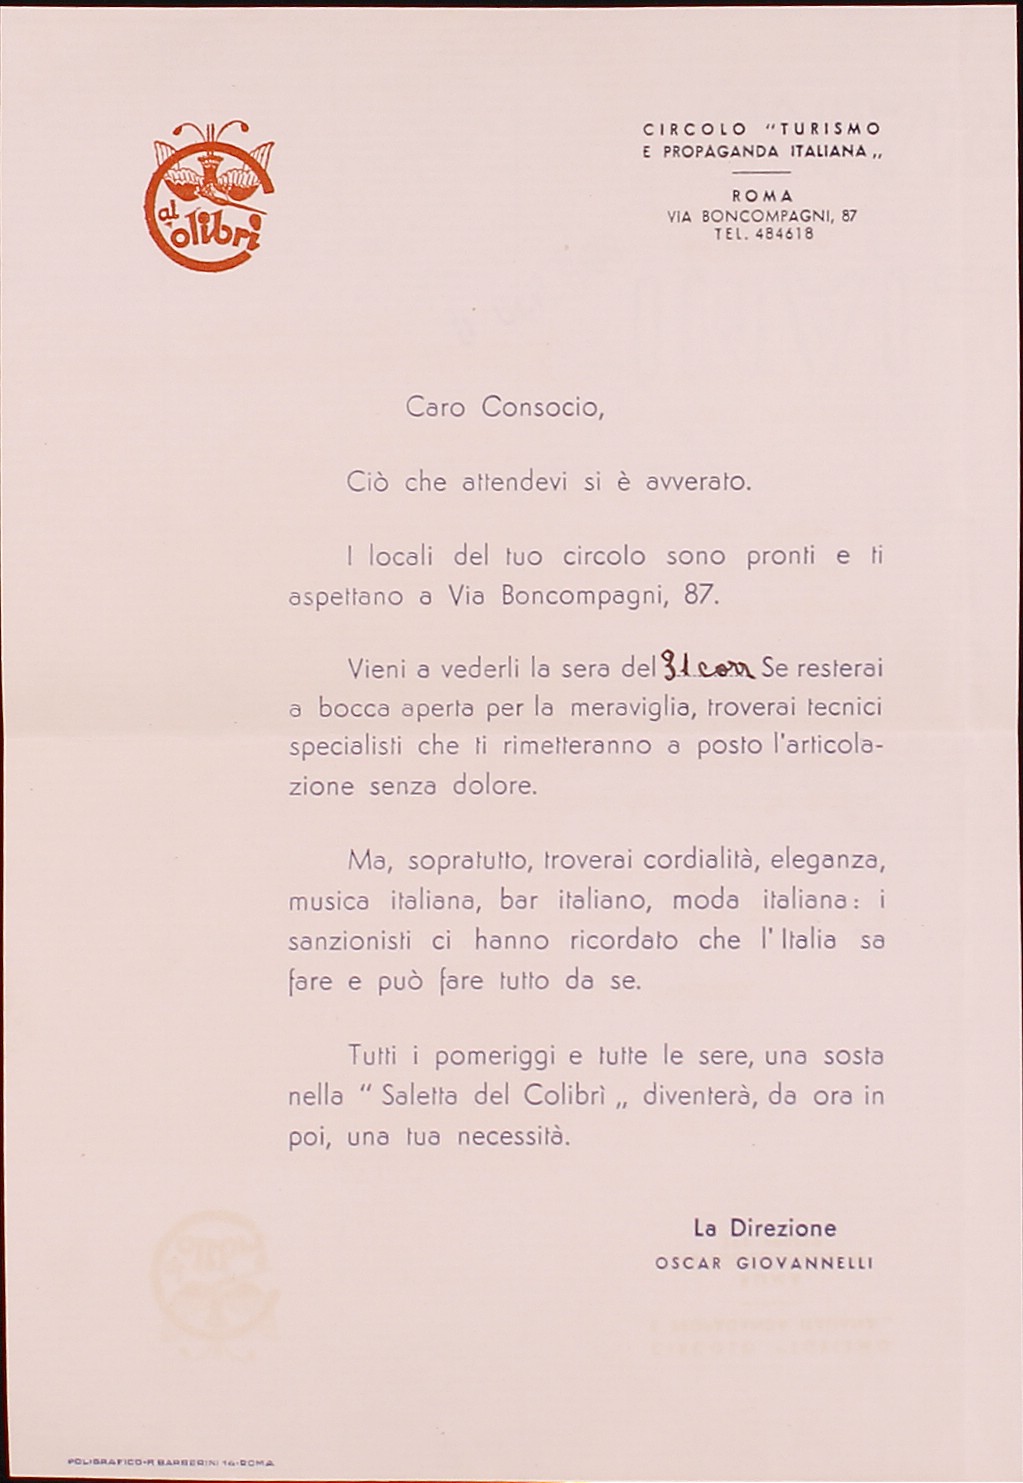 al Colibrì
CIRCOLO "TURISMO
E PROPAGANDA ITALIANA„
ROMA
VIA BONCOMPAGNI, 87
TEL. 484618
Caro Consocio,
Ciò che attendevi si è avverato.
I locali del tuo circolo sono pronti e ti
aspettano a Via Boncompagni, 87.
Vieni a vederli la sera del 31 corr Se resterai
a bocca aperta per la meraviglia, troverai tecnici
specialisti che ti rimetteranno a posto l'articola-
zione senza dolore.
Ma, sopratutto, troverai cordialità, eleganza,
musica italiana, bar italiano, moda italiana: i
sanzionisti ci hanno ricordato che l'Italia sa
fare e può fare tutto da se.
Tutti i pomeriggi e tutte le sere, una sosta
nella "Saletta del Colibrì„ diventerà, da ora in
poi, una tua necessità.
La Direzione
OSCAR GIOVANNELLI
POLIGRAFICO-P. BARBERINI 14-ROMA